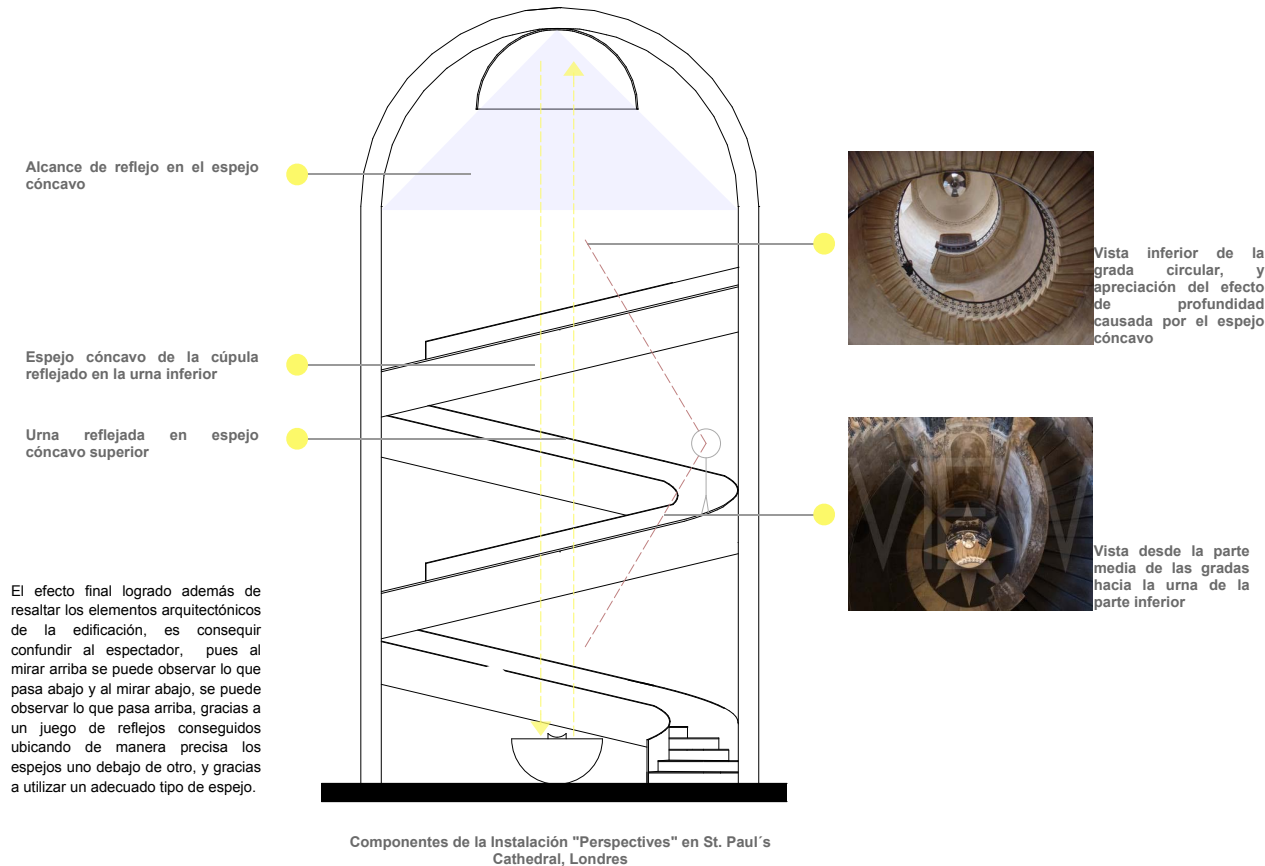 Alcance de reflejo en el espejo
cóncavo
Espejo cóncavo de la cúpula
reflejado en la urna inferior
Urna reflejada en espejo
cóncavo superior
El efecto final logrado además de
resaltar los elementos arquitectónicos
de la edificación, es consequir
confundir al espectador, pues al
mirar arriba se puede observar lo que
pasa abajo y al mirar abajo, se puede
observar lo que pasa arriba, gracias a
un juego de reflejos conseguidos
ubicando de manera precisa los
espejos uno debajo de otro, y gracias
a utilizar un adecuado tipo de espejo.
Vista inferior de la
grada circular, y
apreciación del efecto
de profundidad
causada por el espejo
cóncavo
VIEW
Vista desde la parte
media de las gradas
hacia la urna de la
parte inferior
Componentes de la Instalación "Perspectives" en St. Paul´s
Cathedral, Londres